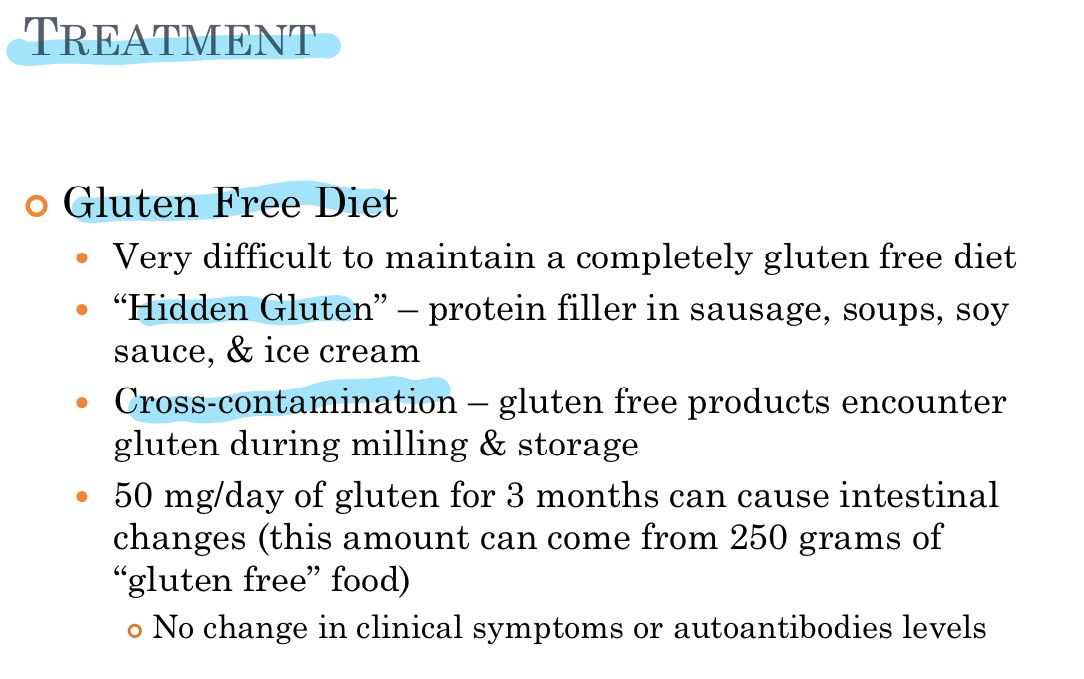 TREATMENT
Gluten Free Diet
Very difficult to maintain a completely gluten free diet
“Hidden Gluten” – protein filler in sausage, soups, soy
sauce, & ice cream
Cross-contamination – gluten free products encounter
gluten during milling & storage
50 mg/day of gluten for 3 months can cause intestinal
changes (this amount can come from 250 grams of
“gluten free” food)
No change in clinical symptoms or autoantibodies levels